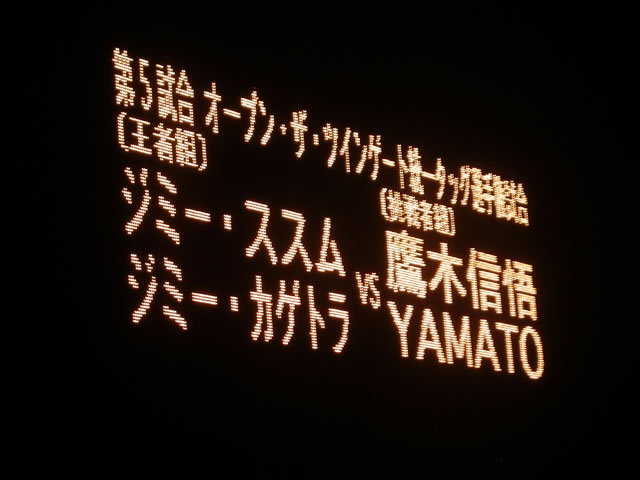 第5試合 オープン・ザ・ツインゲート統一タッグ選手権試合
(王者組)
ジミー・ススム
ジミー・カゲトラ
vs
(挑戦者組)
鷹木信悟
YAMATO